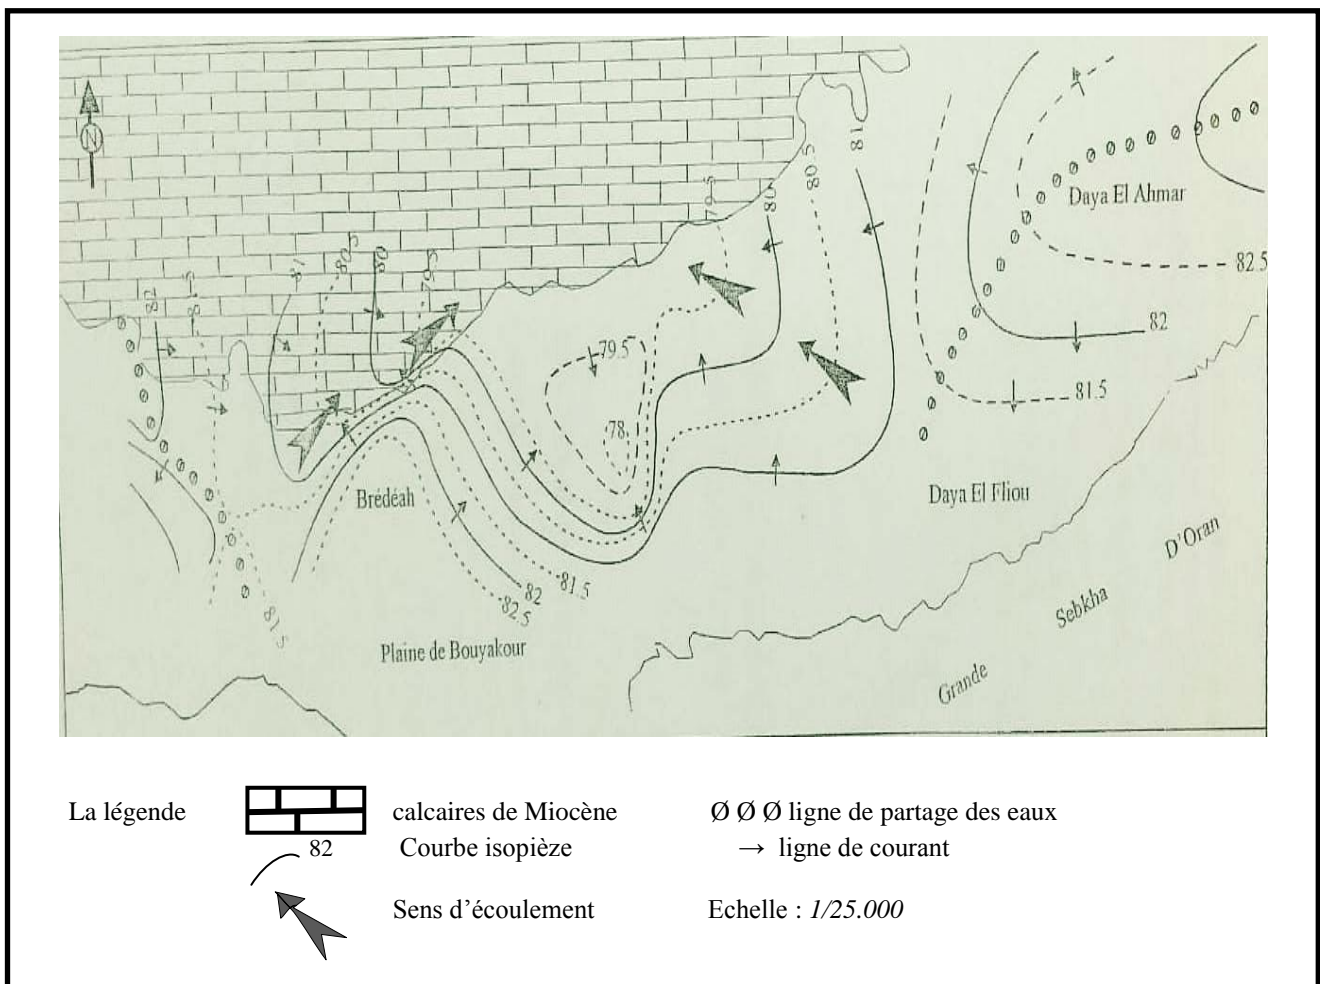 N
81
80.5
80
79.5
79.5
80
80.5
81
82
81.5
Daya El Ahmar
82.5
82
81.5
79.5
78
Brédéah
Daya El Fliou
D'Oran
Sebkha
Grande
81.5
82
82.5
81.5
Plaine de Bouyakour
La légende
calcaires de Miocène
Ø Ø Ø ligne de partage des eaux
82
Courbe isopièze
→ ligne de courant
Sens d'écoulement
Echelle : 1/25.000